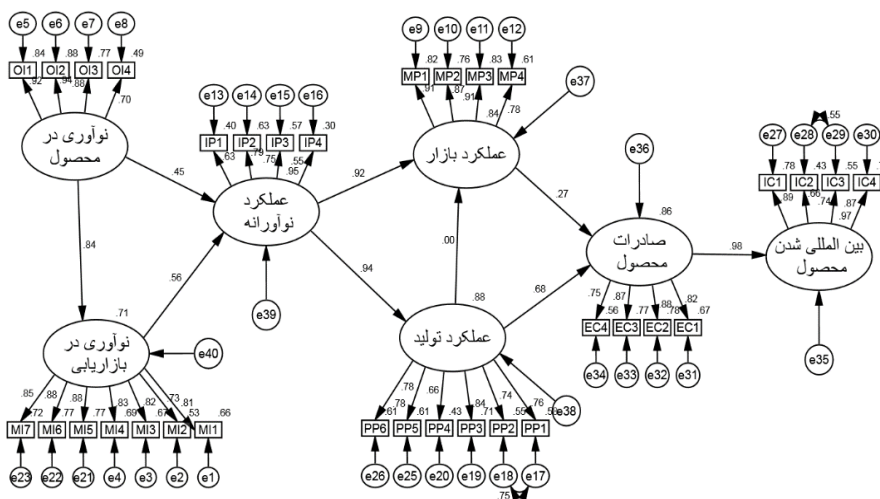 e5 e6 e7 e8
.84 .88 .77 .49
OI1 OI2 OI3 OI4
.92 .94 .88 .70
نوآوری در
محصول
e13 e14 e15 e16
.40 .63 .57 .30
IP1 IP2 IP3 IP4
.63 .79 .75 .55
.95
عملکرد
نوآورانه
e39
.45
.84
.56
.92
.94
e9 e10 e11 e12
.82 .76 .83 .61
MP1 MP2 MP3 MP4
.91 .87 .91 .78
.84
عملکرد بازار
e37
.00
.27
.68
e36
.86
صادرات
محصول
.98
.75 .87 .88 .82
.56 .77 .78 .67
EC4 EC3 EC2 EC1
e34 e33 e32 e31
.55
e27 e28 e29 e30
.78 .43 .55
IC1 IC2 IC3 IC4
.89 .66 .74 .87
.97
بین المللی شدن
محصول
e35
.71
نوآوری در
بازاریابی
e40
.85 .88 .88 .83 .82 .73 .81
.72 .77 .77 .69 .67 .53 .66
MI7 MI6 MI5 MI4 MI3 MI2 MI1
e23 e22 e21 e4 e3 e2 e1
.88
عملکرد تولید
e38
.78 .78 .66 .84 .74 .76
.61 .61 .43 .71 .55
PP6 PP5 PP4 PP3 PP2 PP1
e26 e25 e20 e19 e18 e17
.75